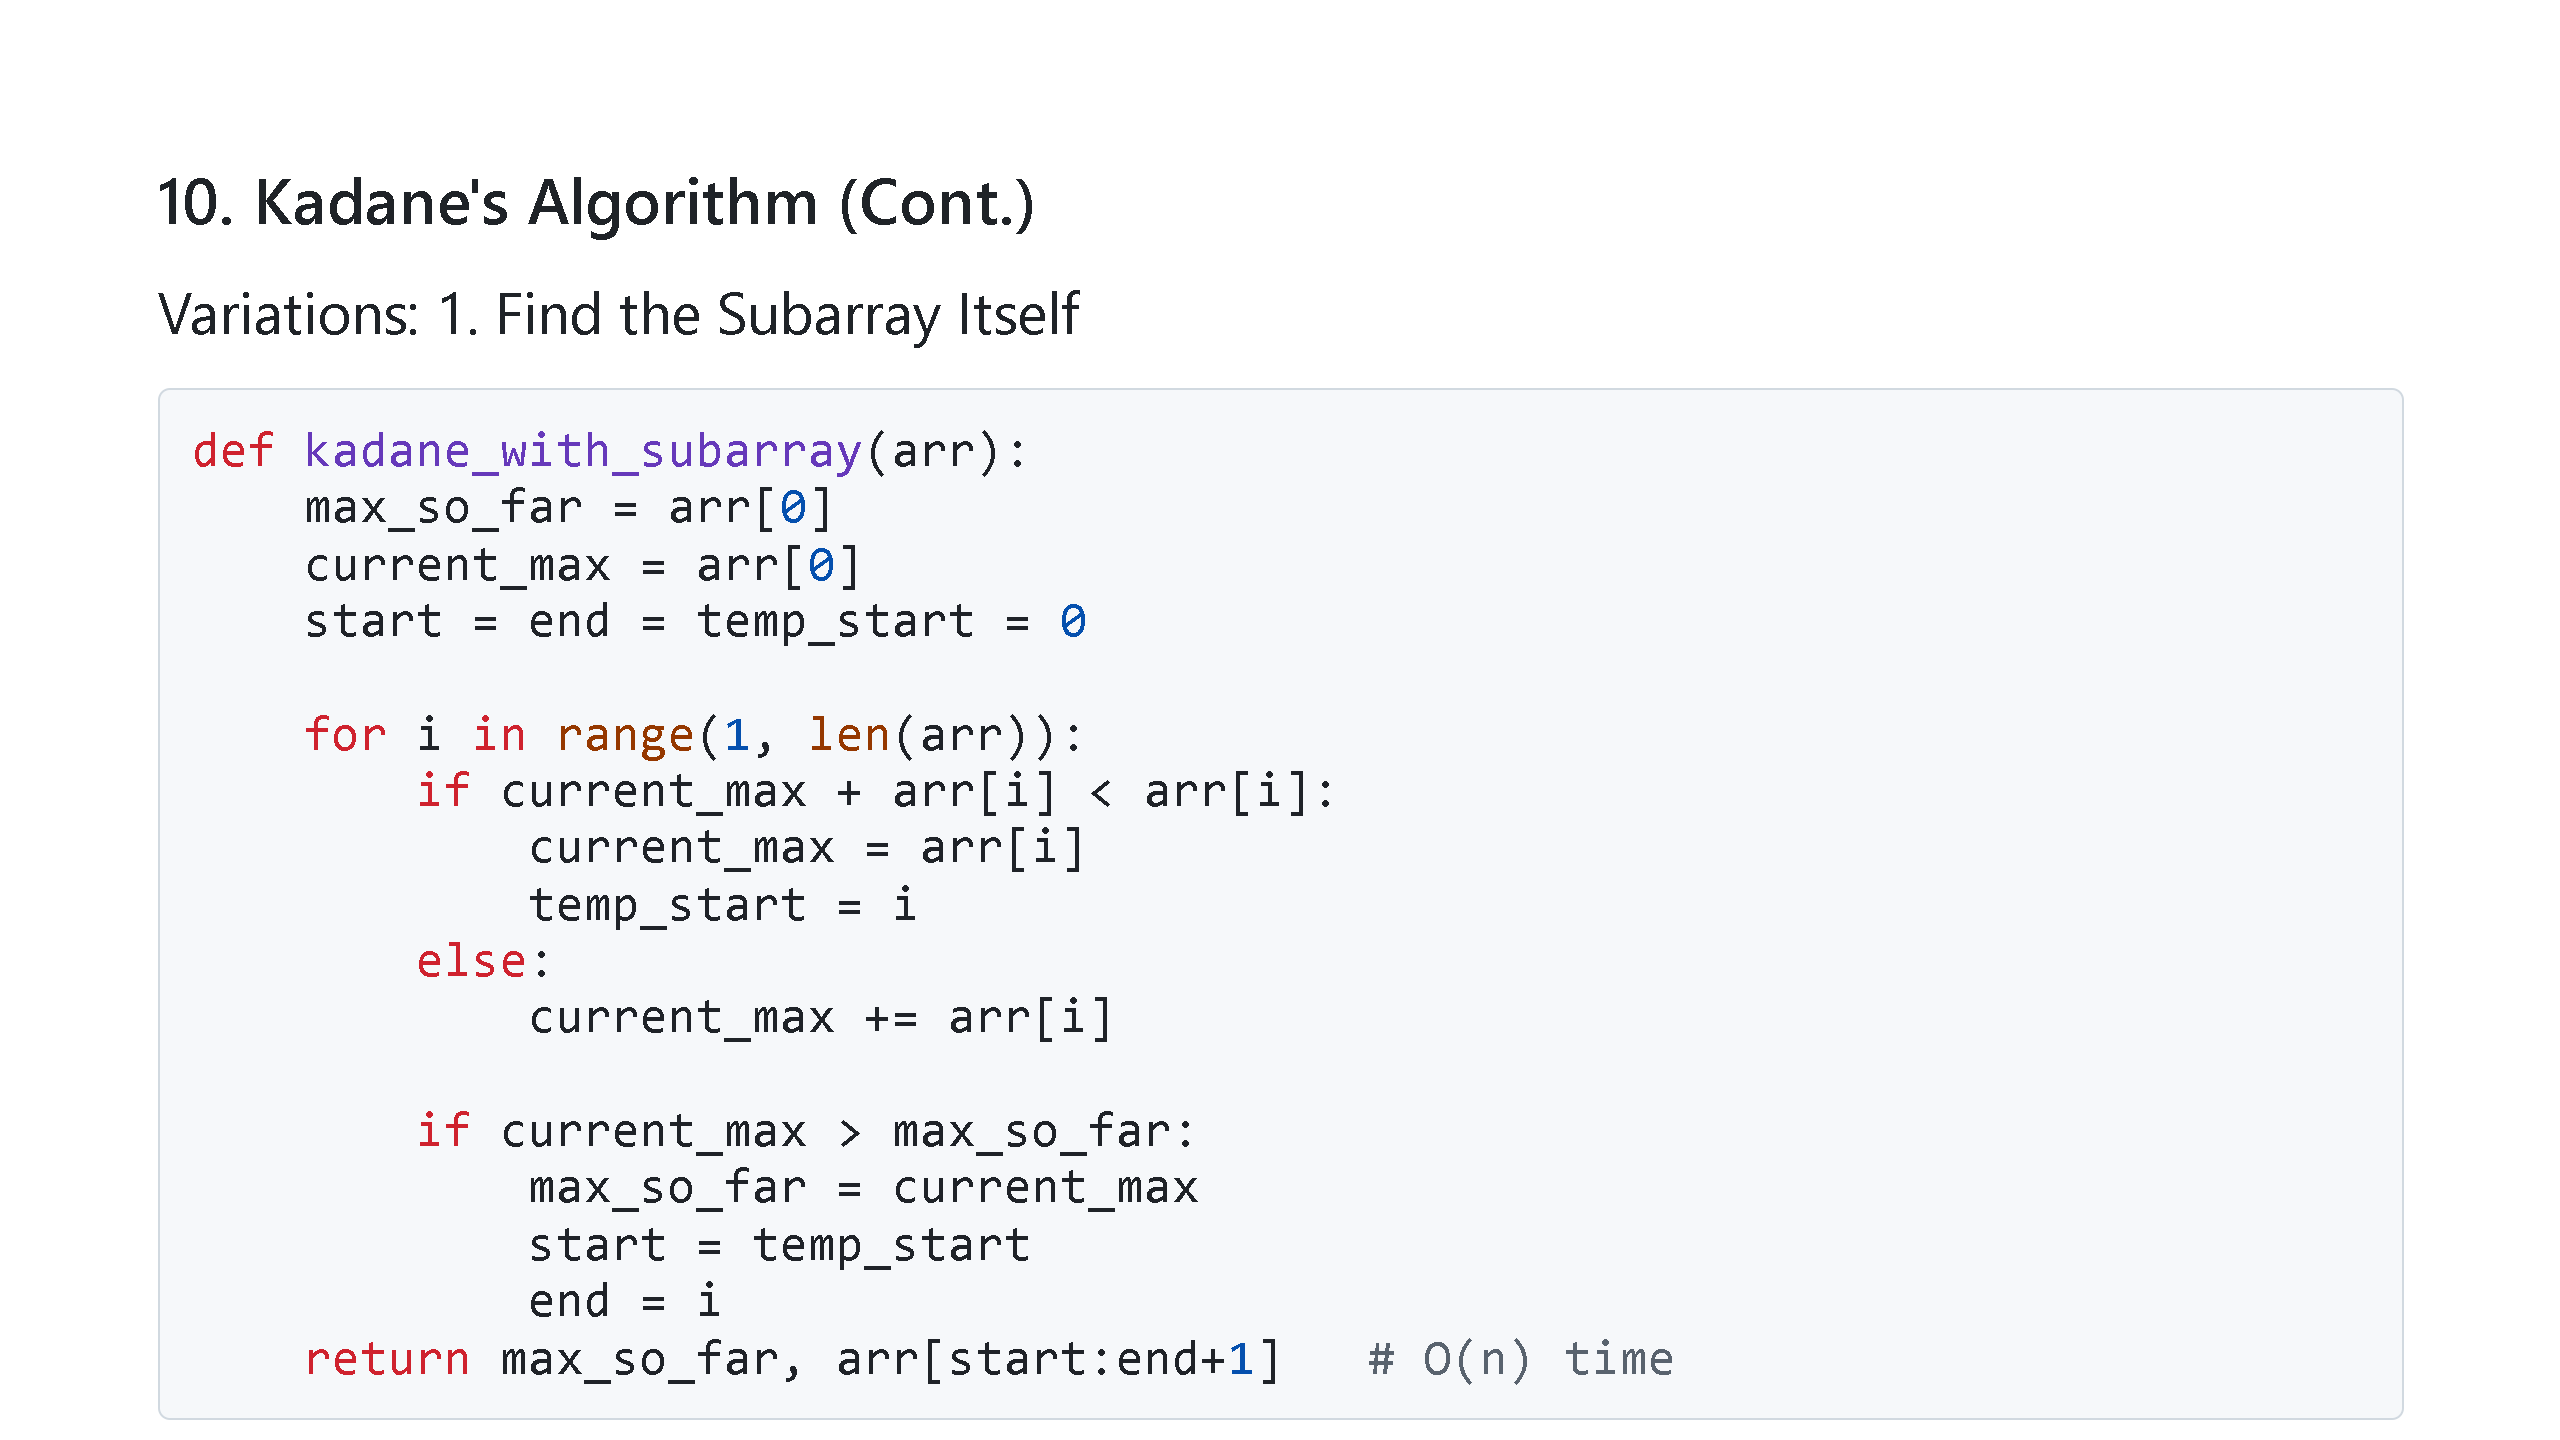 10. Kadane's Algorithm (Cont.)
Variations: 1. Find the Subarray Itself
def kadane_with_subarray(arr):
    max_so_far = arr[0]
    current_max = arr[0]
    start = end = temp_start = 0

    for i in range(1, len(arr)):
        if current_max + arr[i] < arr[i]:
            current_max = arr[i]
            temp_start = i
        else:
            current_max += arr[i]

        if current_max > max_so_far:
            max_so_far = current_max
            start = temp_start
            end = i
    return max_so_far, arr[start:end+1]   # O(n) time